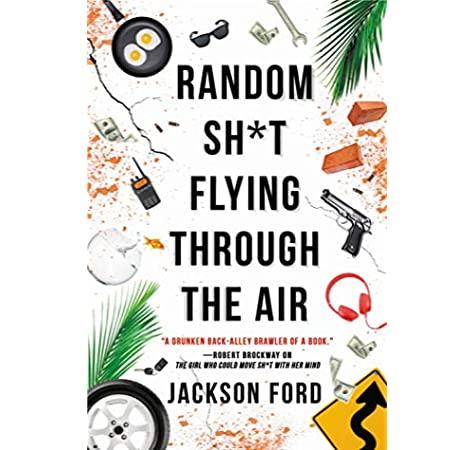 RANDOM
SH*T
FLYING
THROUGH
THE AIR
"A DRUNKEN BACK-ALLEY BRAWLER OF A BOOK."
—ROBERT BROCKWAY ON
THE GIRL WHO COULD MOVE SH*T WITH HER MIND
JACKSON FORD